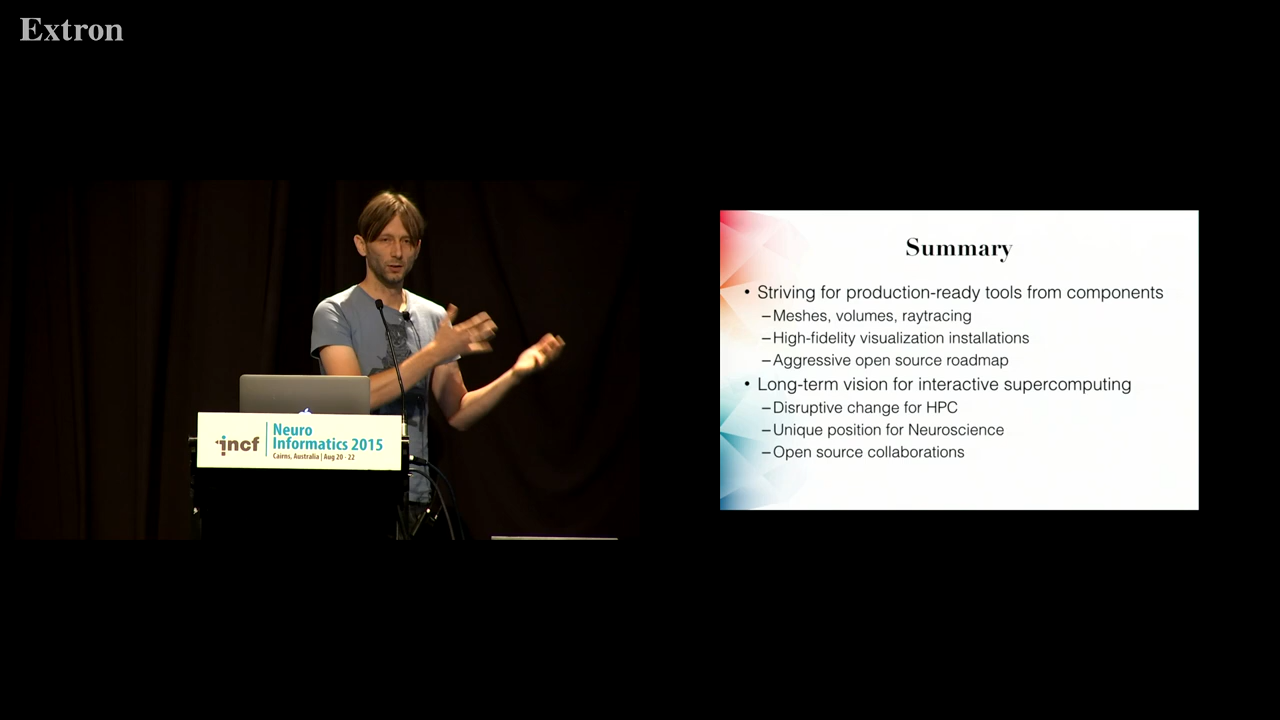 Extron
incf
Neuro
Informatics 2015
Cairns, Australia | Aug 20 - 22
Summary
• Striving for production-ready tools from components
– Meshes, volumes, raytracing
– High-fidelity visualization installations
– Aggressive open source roadmap
• Long-term vision for interactive supercomputing
– Disruptive change for HPC
– Unique position for Neuroscience
– Open source collaborations